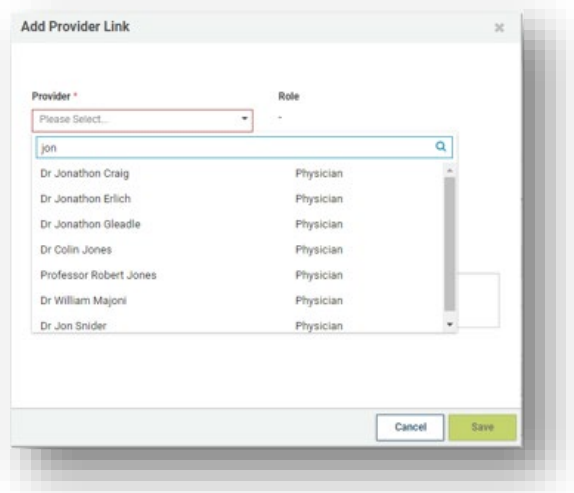 Add Provider Link
Provider * Role
Please Select... -
jon
Dr Jonathon Craig Physician
Dr Jonathon Erlich Physician
Dr Jonathon Gleadle Physician
Dr Colin Jones Physician
Professor Robert Jones Physician
Dr William Majoni Physician
Dr Jon Snider Physician
Cancel Save